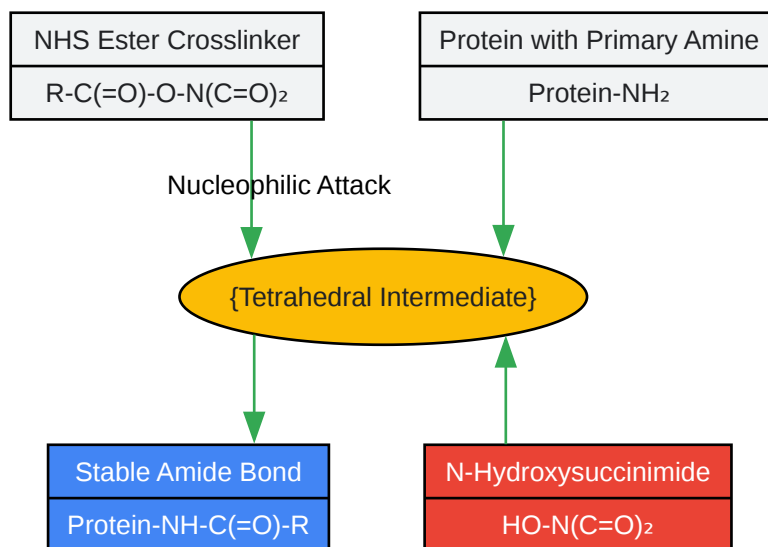 NHS Ester Crosslinker
R-C(=O)-O-N(C=O)₂
Protein with Primary Amine
Protein-NH₂
Nucleophilic Attack
{Tetrahedral Intermediate}
Stable Amide Bond
Protein-NH-C(=O)-R
N-Hydroxysuccinimide
HO-N(C=O)₂